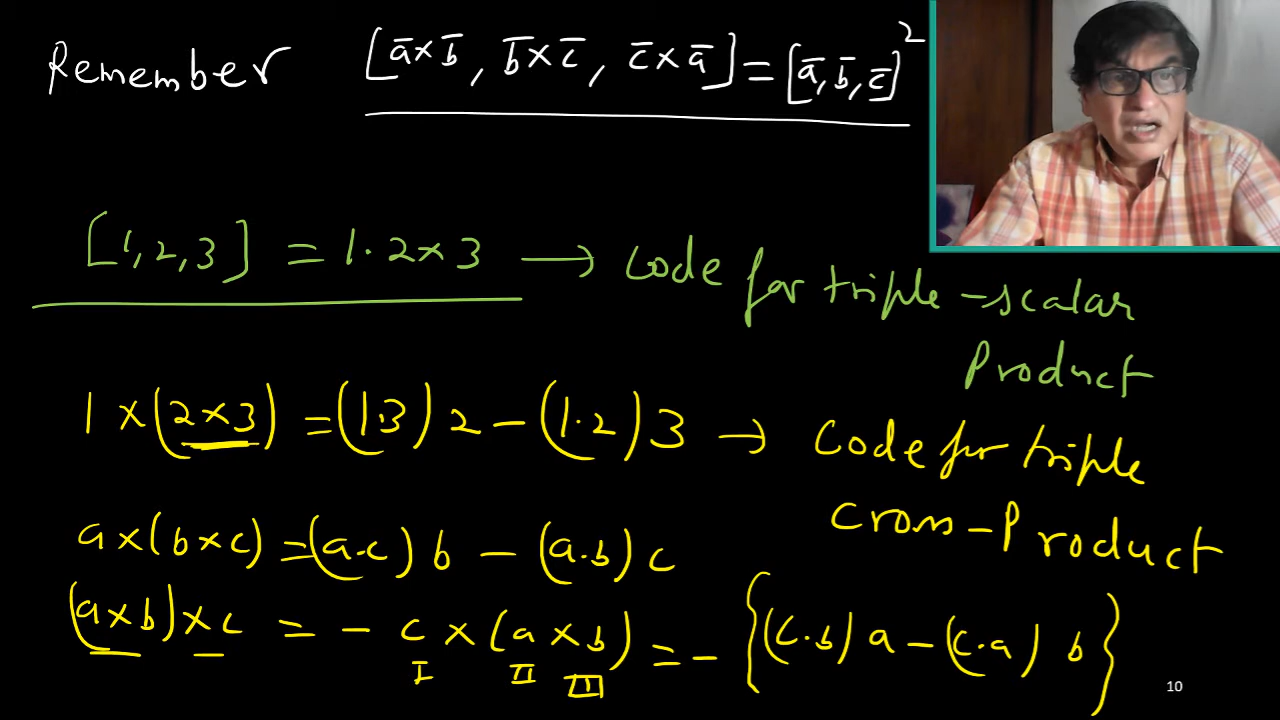 Remember [a̅×b̅, b̅×c̅, c̅×a̅] = [a̅,b̅,c̅]²
[1,2,3] = 1·2×3 → Code for triple-scalar
Product
1×(2×3) = (1·3)2 − (1·2)3 → Code for triple
Cross-Product
a×(b×c) = (a·c)b − (a·b)c
(a×b)×c = −c×(a×b) = −{(c·b)a − (c·a)b}
I II III
10